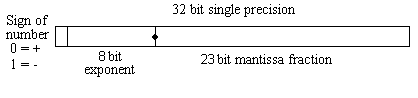 32 bit single precision
Sign of
number
0 = +
1 = -
8 bit
exponent
23 bit mantissa fraction